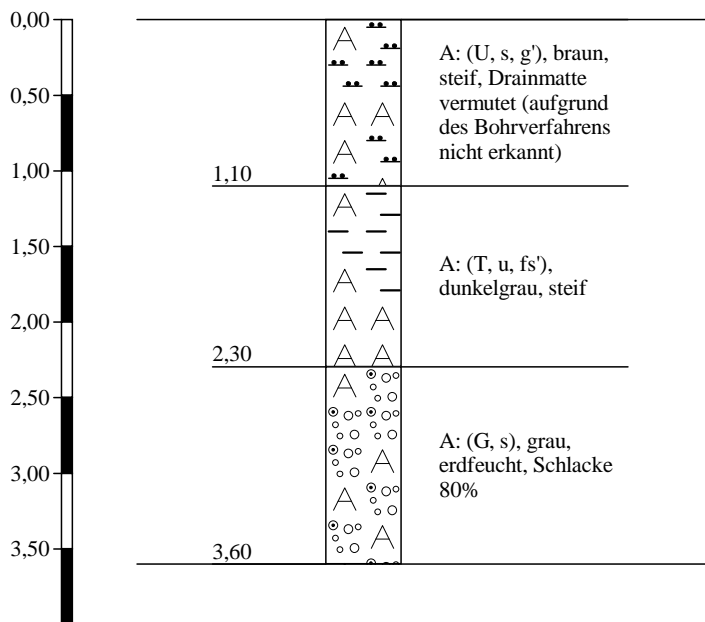 0,00
0,50
1,00
1,50
2,00
2,50
3,00
3,50
1,10
2,30
3,60
A: (U, s, g'), braun,
steif, Drainmatte
vermutet (aufgrund
des Bohrverfahrens
nicht erkannt)
A: (T, u, fs'),
dunkelgrau, steif
A: (G, s), grau,
erdfeucht, Schlacke
80%